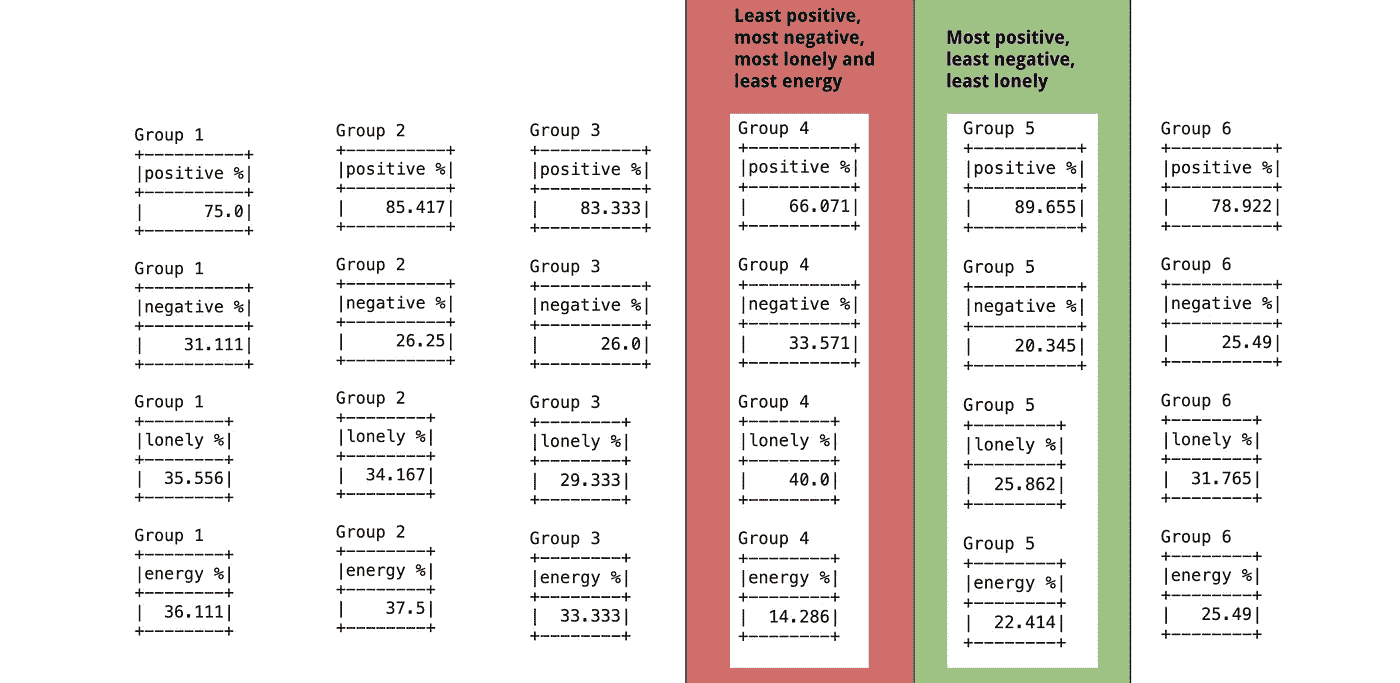 Least positive,
most negative,
most lonely and
least energy
Most positive,
least negative,
least lonely
Group 1
+----------+
|positive %|
+----------+
|      75.0|
+----------+
Group 1
+----------+
|negative %|
+----------+
|    31.111|
+----------+
Group 1
+--------+
|lonely %|
+--------+
|  35.556|
+--------+
Group 1
+--------+
|energy %|
+--------+
|  36.111|
+--------+
Group 2
+----------+
|positive %|
+----------+
|    85.417|
+----------+
Group 2
+----------+
|negative %|
+----------+
|     26.25|
+----------+
Group 2
+--------+
|lonely %|
+--------+
|  34.167|
+--------+
Group 2
+--------+
|energy %|
+--------+
|    37.5|
+--------+
Group 3
+----------+
|positive %|
+----------+
|    83.333|
+----------+
Group 3
+----------+
|negative %|
+----------+
|      26.0|
+----------+
Group 3
+--------+
|lonely %|
+--------+
|  29.333|
+--------+
Group 3
+--------+
|energy %|
+--------+
|  33.333|
+--------+
Group 4
+----------+
|positive %|
+----------+
|    66.071|
+----------+
Group 4
+----------+
|negative %|
+----------+
|    33.571|
+----------+
Group 4
+--------+
|lonely %|
+--------+
|    40.0|
+--------+
Group 4
+--------+
|energy %|
+--------+
|  14.286|
+--------+
Group 5
+----------+
|positive %|
+----------+
|    89.655|
+----------+
Group 5
+----------+
|negative %|
+----------+
|    20.345|
+----------+
Group 5
+--------+
|lonely %|
+--------+
|  25.862|
+--------+
Group 5
+--------+
|energy %|
+--------+
|  22.414|
+--------+
Group 6
+----------+
|positive %|
+----------+
|    78.922|
+----------+
Group 6
+----------+
|negative %|
+----------+
|     25.49|
+----------+
Group 6
+--------+
|lonely %|
+--------+
|  31.765|
+--------+
Group 6
+--------+
|energy %|
+--------+
|   25.49|
+--------+